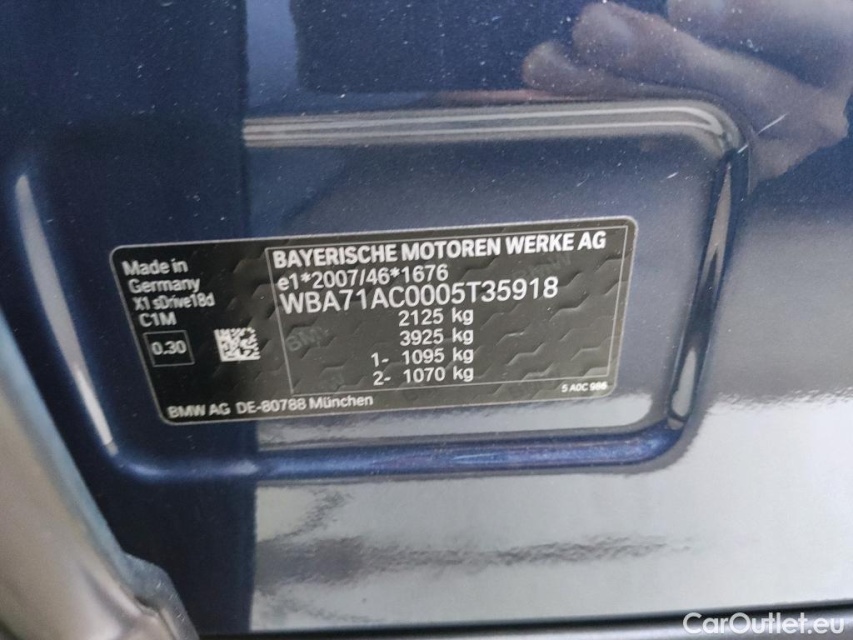 Made in
Germany
X1 sDrive18d
C1M
0.30
BAYERISCHE MOTOREN WERKE AG
e1*2007/46*1676
WBA71AC0005T35918
2125 kg
3925 kg
1- 1095 kg
2- 1070 kg
5 A0C 986
BMW AG DE-80788 München
CarOutlet.eu